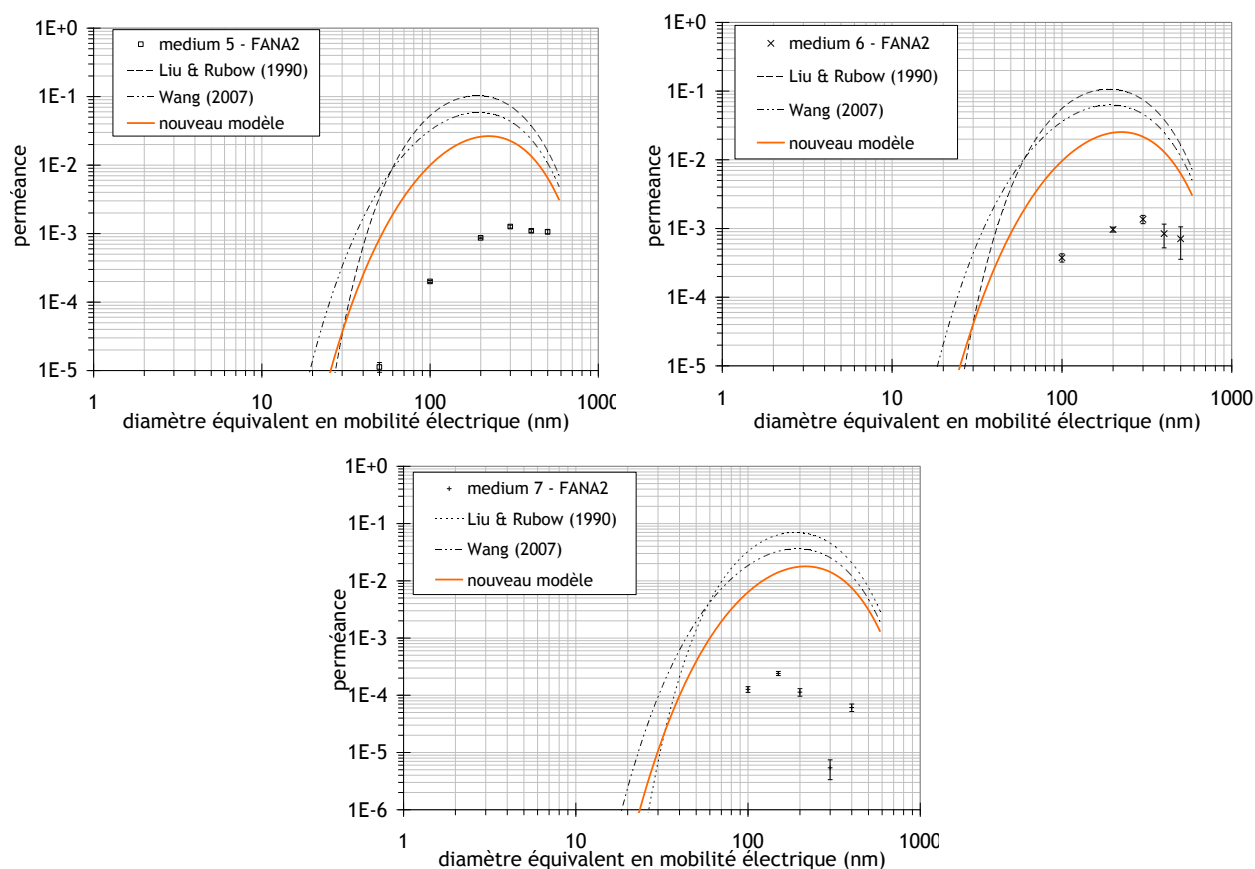 1E+0
1E-1
1E-2
1E-3
1E-4
1E-5
perméance
medium 5 - FANA2
Liu & Rubow (1990)
Wang (2007)
nouveau modèle
1
10
100
1000
diamètre équivalent en mobilité électrique (nm)
1E+0
1E-1
1E-2
1E-3
1E-4
1E-5
perméance
medium 6 - FANA2
Liu & Rubow (1990)
Wang (2007)
nouveau modèle
1
10
100
1000
diamètre équivalent en mobilité électrique (nm)
1E+0
1E-1
1E-2
1E-3
1E-4
1E-5
1E-6
perméance
medium 7 - FANA2
Liu & Rubow (1990)
Wang (2007)
nouveau modèle
1
10
100
1000
diamètre équivalent en mobilité électrique (nm)